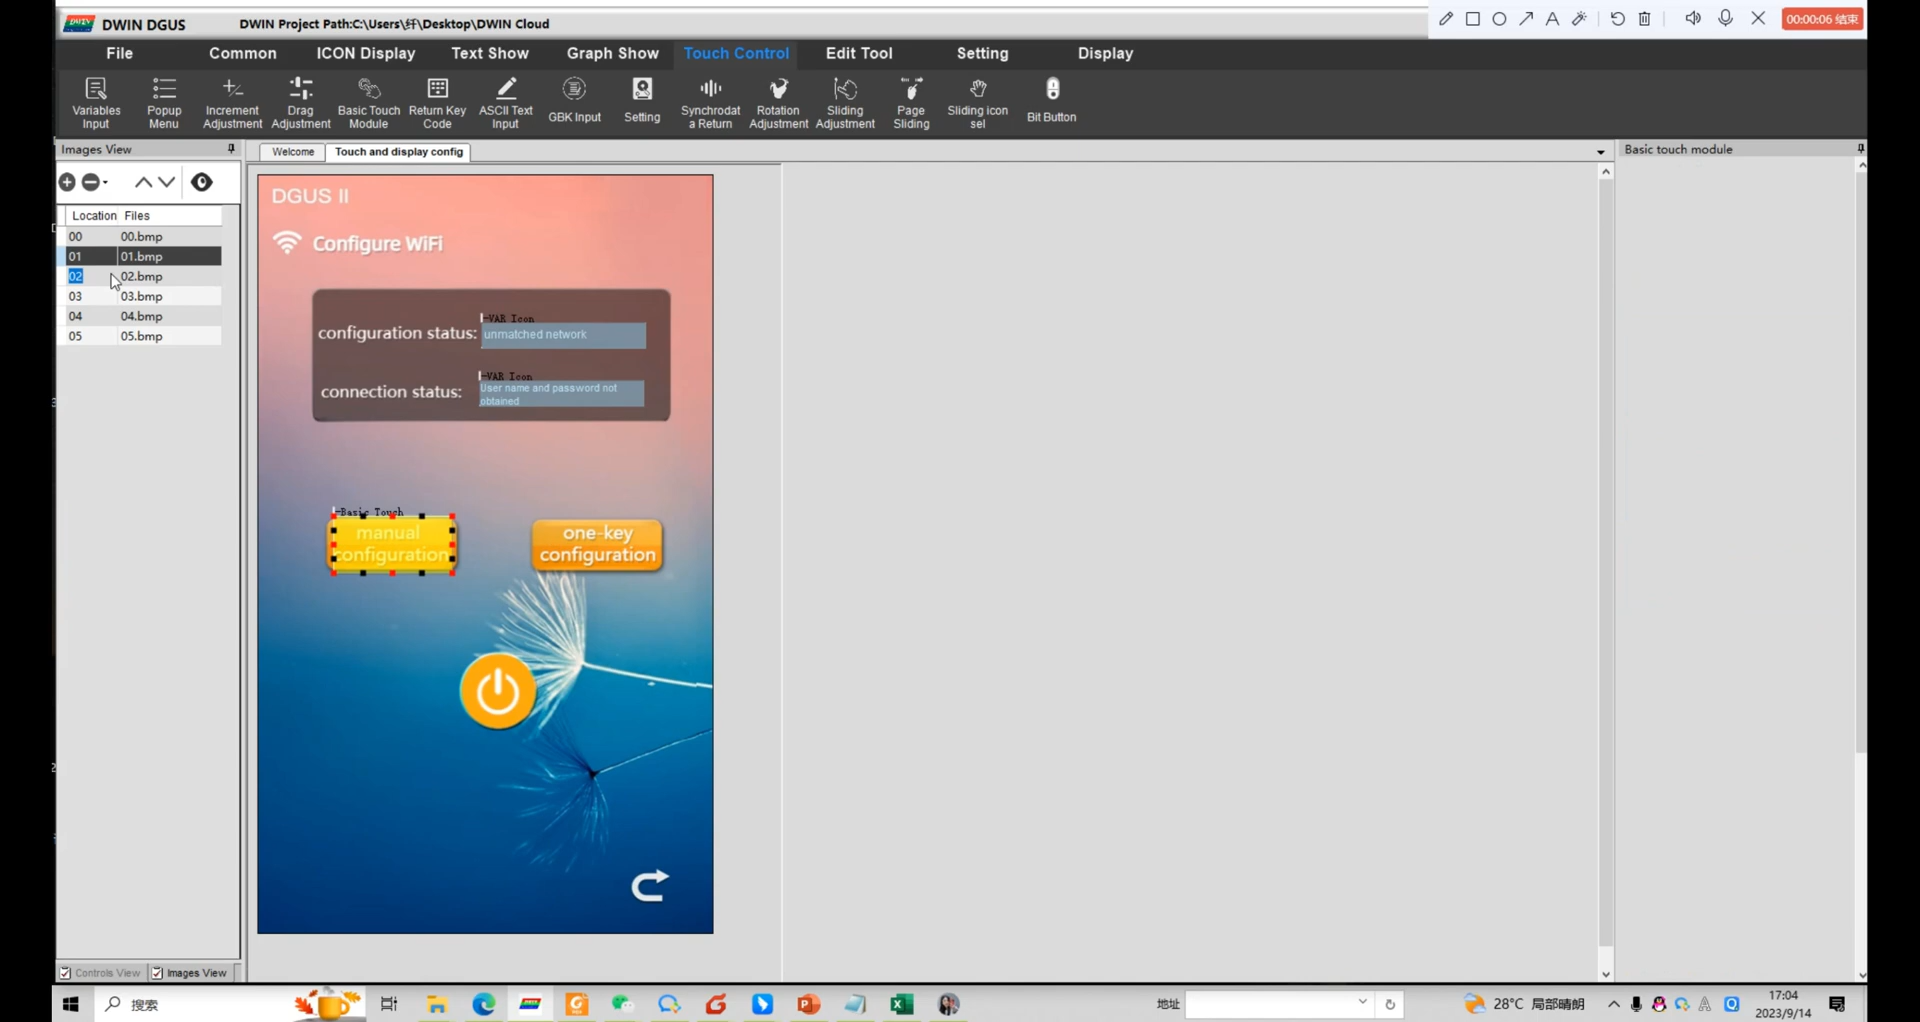 DWIN DGUS
DWIN Project Path:C:\Users\纤\Desktop\DWIN Cloud
00:00:06 结束
File
Common
ICON Display
Text Show
Graph Show
Touch Control
Edit Tool
Setting
Display
Variables
Input
Popup
Menu
Increment
Adjustment
Drag
Adjustment
Basic Touch
Module
Return Key
Code
ASCII Text
Input
GBK Input
Setting
Synchrodat
a Return
Rotation
Adjustment
Sliding
Adjustment
Page
Sliding
Sliding icon
sel
Bit Button
Images View
Welcome
Touch and display config
Basic touch module
Location Files
00 00.bmp
01 01.bmp
02 02.bmp
03 03.bmp
04 04.bmp
05 05.bmp
DGUS II
Configure WiFi
-VAR Icon
configuration status: unmatched network
-VAR Icon
connection status: User name and password not
obtained
-Basic Touch
manual
configuration
one-key
configuration
Controls View
Images View
搜索
地址
28°C 局部晴朗
17:04
2023/9/14